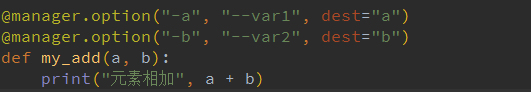 @manager.option("-a", "--var1", dest="a")
@manager.option("-b", "--var2", dest="b")
def my_add(a, b):
    print("元素相加", a + b)